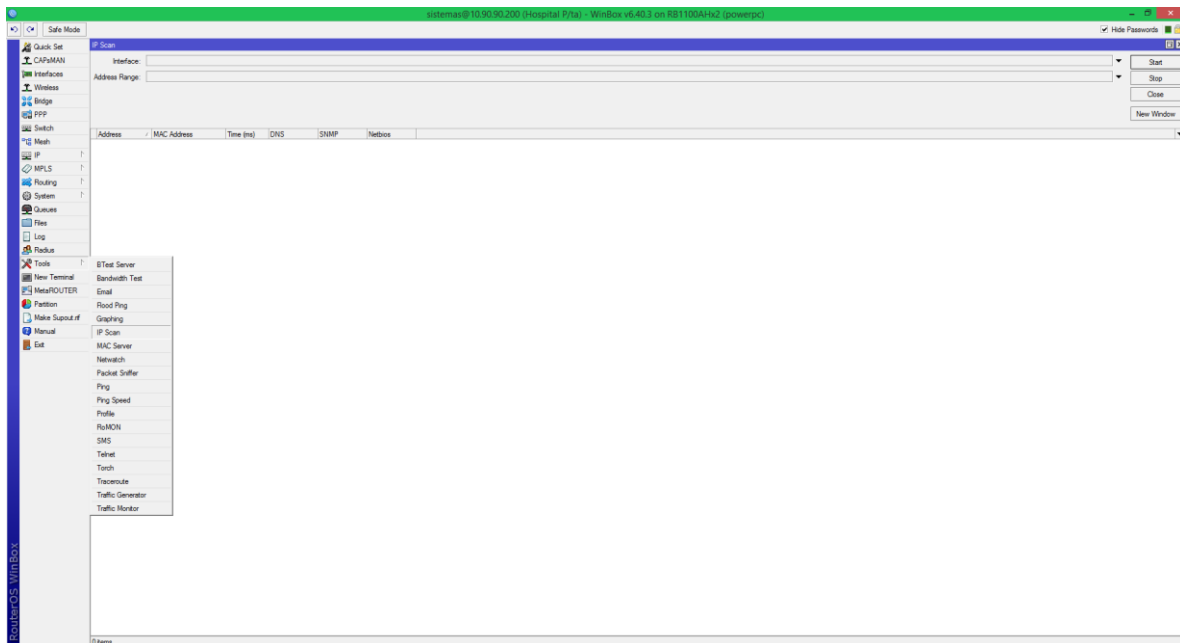 sistemas@10.90.90.200 (Hospital P/ta) - WinBox v6.40.3 on RB1100AHx2 (powerpc)
Safe Mode
Hide Passwords
Quick Set
CAPsMAN
Interfaces
Wireless
Bridge
PPP
Switch
Mesh
IP
MPLS
Routing
System
Queues
Files
Log
Radius
Tools
New Terminal
MetaROUTER
Partition
Make Supout.rif
Manual
Exit
IP Scan
Interface:
Address Range:
Start
Stop
Close
New Window
Address MAC Address Time (ms) DNS SNMP Netbios
BTest Server
Bandwidth Test
Email
Flood Ping
Graphing
IP Scan
MAC Server
Netwatch
Packet Sniffer
Ping
Ping Speed
Profile
RoMON
SMS
Telnet
Torch
Traceroute
Traffic Generator
Traffic Monitor
RouterOS WinBox
0 items